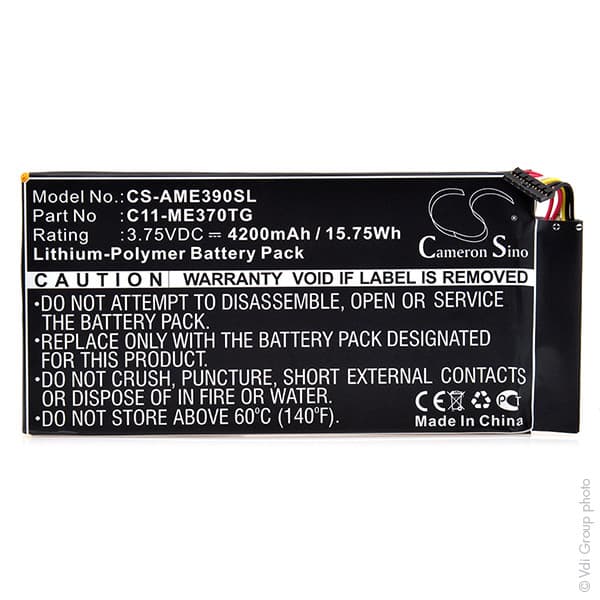 Model No.: CS-AME390SL
Part No : C11-ME370TG
Rating : 3.75VDC⎓ 4200mAh / 15.75Wh
Lithium-Polymer Battery Pack
CS
Cameron Sino
CAUTION WARRANTY VOID IF LABEL IS REMOVED
•DO NOT ATTEMPT TO DISASSEMBLE, OPEN OR SERVICE
THE BATTERY PACK.
•REPLACE ONLY WITH THE BATTERY PACK DESIGNATED
FOR THIS PRODUCT.
•DO NOT CRUSH, PUNCTURE, SHORT EXTERNAL CONTACTS
OR DISPOSE OF IN FIRE OR WATER.
•DO NOT STORE ABOVE 60°C (140°F).
CE
Made In China
© Vdi Group photo